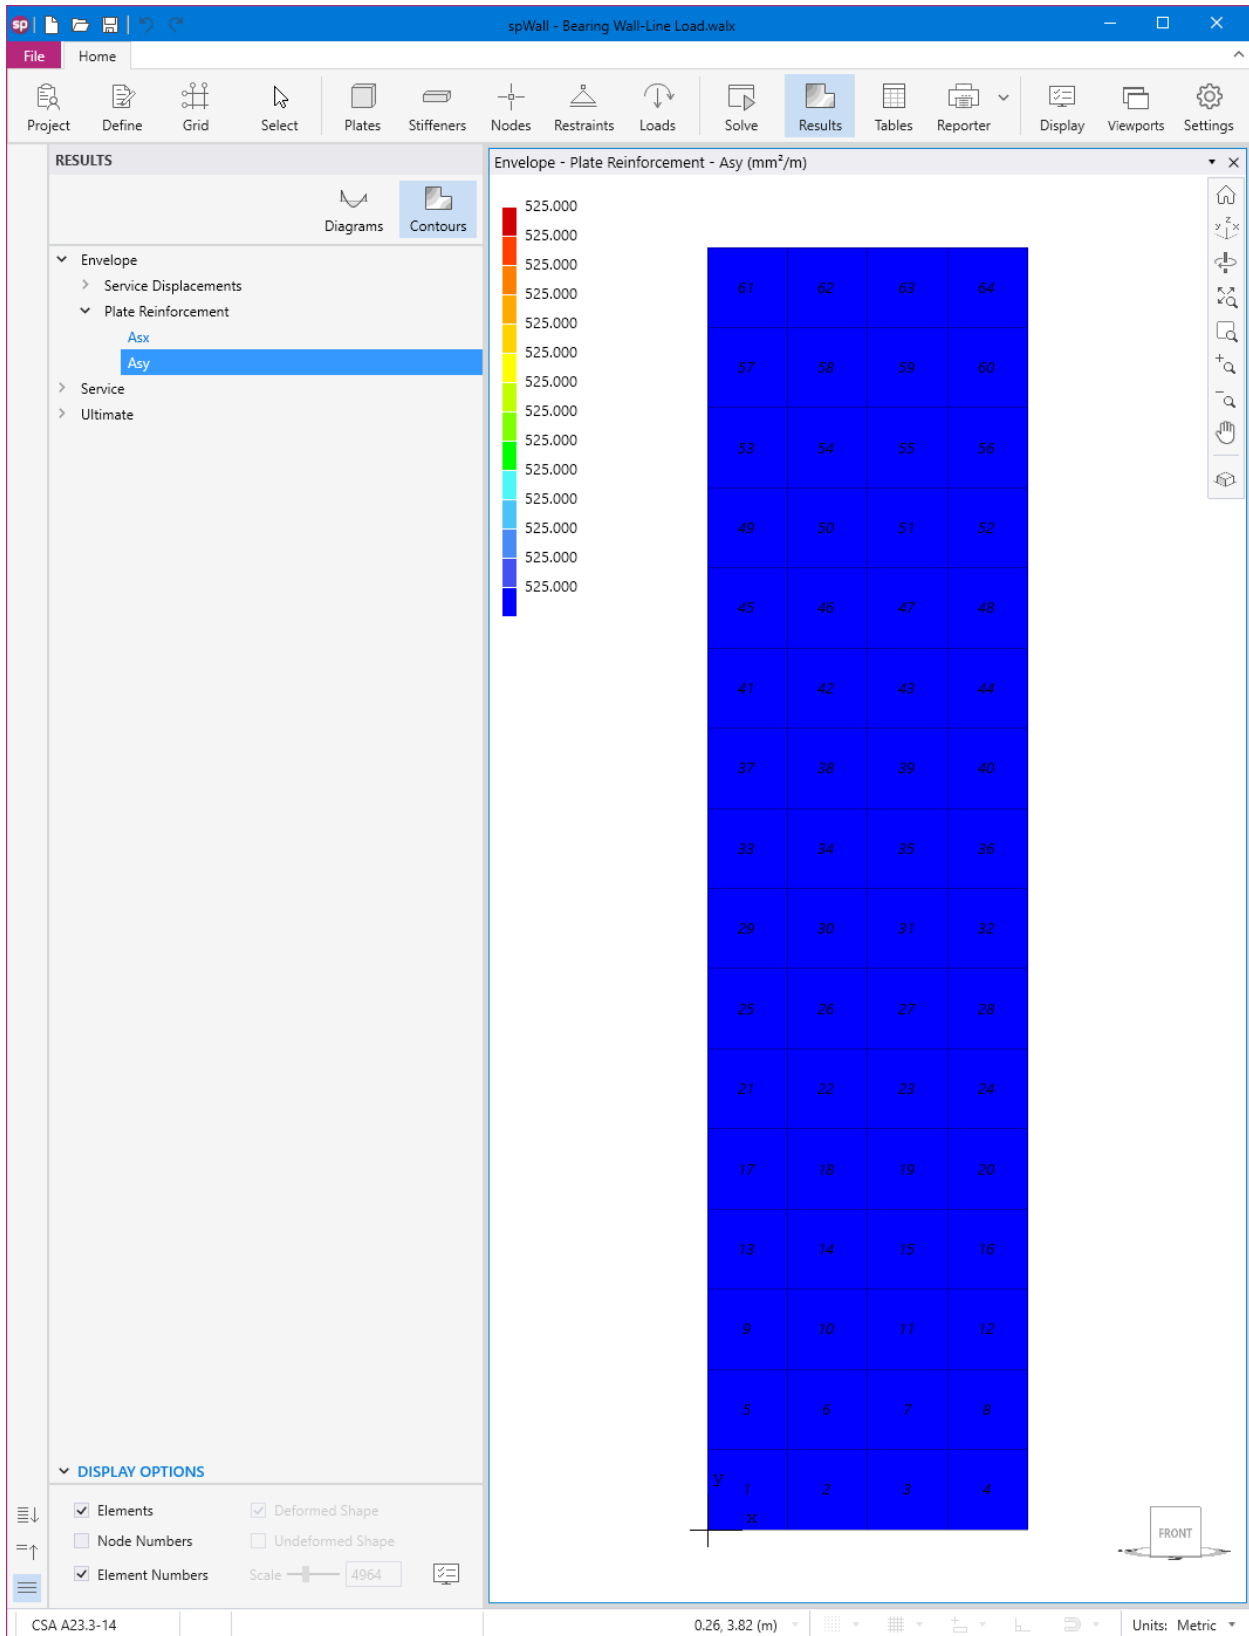 sp spWall - Bearing Wall-Line Load.walx
File Home
Project Define Grid Select Plates Stiffeners Nodes Restraints Loads Solve Results Tables Reporter Display Viewports Settings
RESULTS
Diagrams Contours
Envelope
Service Displacements
Plate Reinforcement
Asx
Asy
Service
Ultimate
DISPLAY OPTIONS
Elements Deformed Shape
Node Numbers Undeformed Shape
Element Numbers Scale 4964
Envelope - Plate Reinforcement - Asy (mm²/m)
525.000
525.000
525.000
525.000
525.000
525.000
525.000
525.000
525.000
525.000
525.000
525.000
525.000
525.000
61 62 63 64
57 58 59 60
53 54 55 56
49 50 51 52
45 46 47 48
41 42 43 44
37 38 39 40
33 34 35 36
29 30 31 32
25 26 27 28
21 22 23 24
17 18 19 20
13 14 15 16
9 10 11 12
5 6 7 8
y 1 2 3 4
x
z
y x
FRONT
CSA A23.3-14 0.26, 3.82 (m) Units: Metric